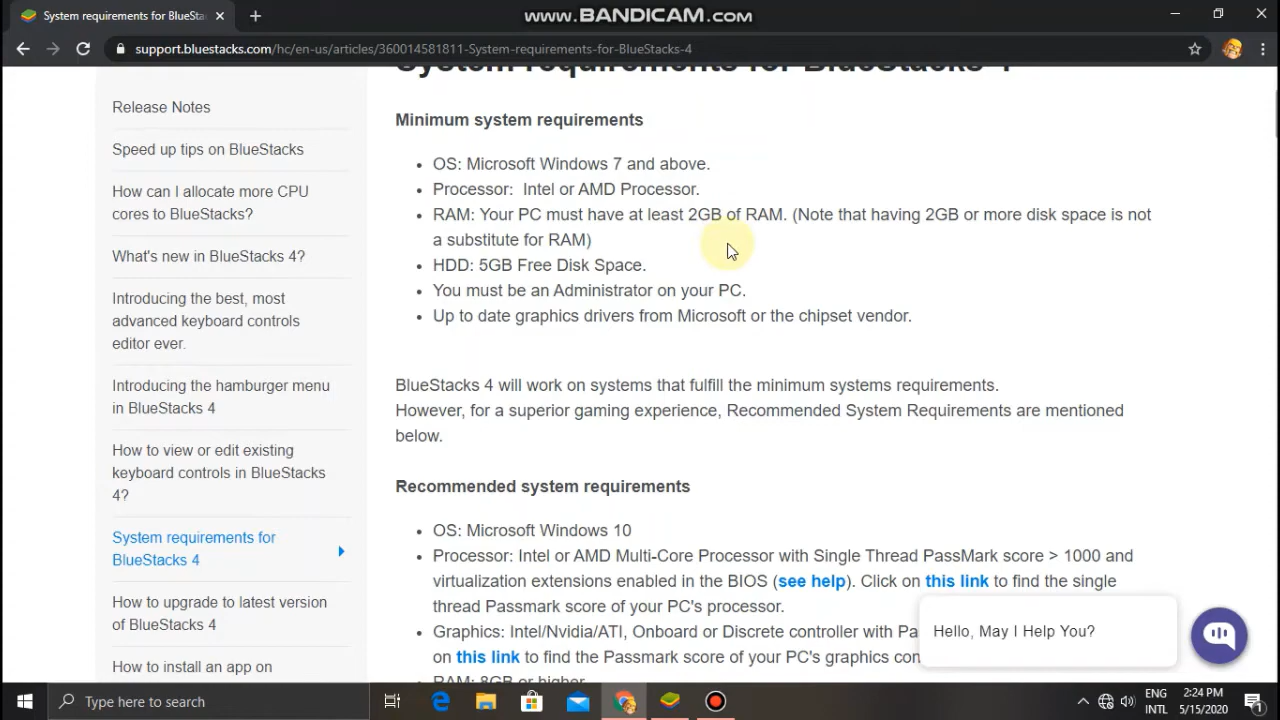 www.BANDICAM.com
System requirements for BlueSta
support.bluestacks.com/hc/en-us/articles/360014581811-System-requirements-for-BlueStacks-4
System requirements for BlueStacks 4
Release Notes
Speed up tips on BlueStacks
How can I allocate more CPU
cores to BlueStacks?
What's new in BlueStacks 4?
Introducing the best, most
advanced keyboard controls
editor ever.
Introducing the hamburger menu
in BlueStacks 4
How to view or edit existing
keyboard controls in BlueStacks
4?
System requirements for
BlueStacks 4
How to upgrade to latest version
of BlueStacks 4
How to install an app on
Minimum system requirements
• OS: Microsoft Windows 7 and above.
• Processor:  Intel or AMD Processor.
• RAM: Your PC must have at least 2GB of RAM. (Note that having 2GB or more disk space is not
a substitute for RAM)
• HDD: 5GB Free Disk Space.
• You must be an Administrator on your PC.
• Up to date graphics drivers from Microsoft or the chipset vendor.
BlueStacks 4 will work on systems that fulfill the minimum systems requirements.
However, for a superior gaming experience, Recommended System Requirements are mentioned
below.
Recommended system requirements
• OS: Microsoft Windows 10
• Processor: Intel or AMD Multi-Core Processor with Single Thread PassMark score > 1000 and
virtualization extensions enabled in the BIOS (see help). Click on this link to find the single
thread Passmark score of your PC's processor.
• Graphics: Intel/Nvidia/ATI, Onboard or Discrete controller with Pa
on this link to find the Passmark score of your PC's graphics con
RAM: 8GB or higher
Hello, May I Help You?
Type here to search
ENG
INTL
2:24 PM
5/15/2020
1